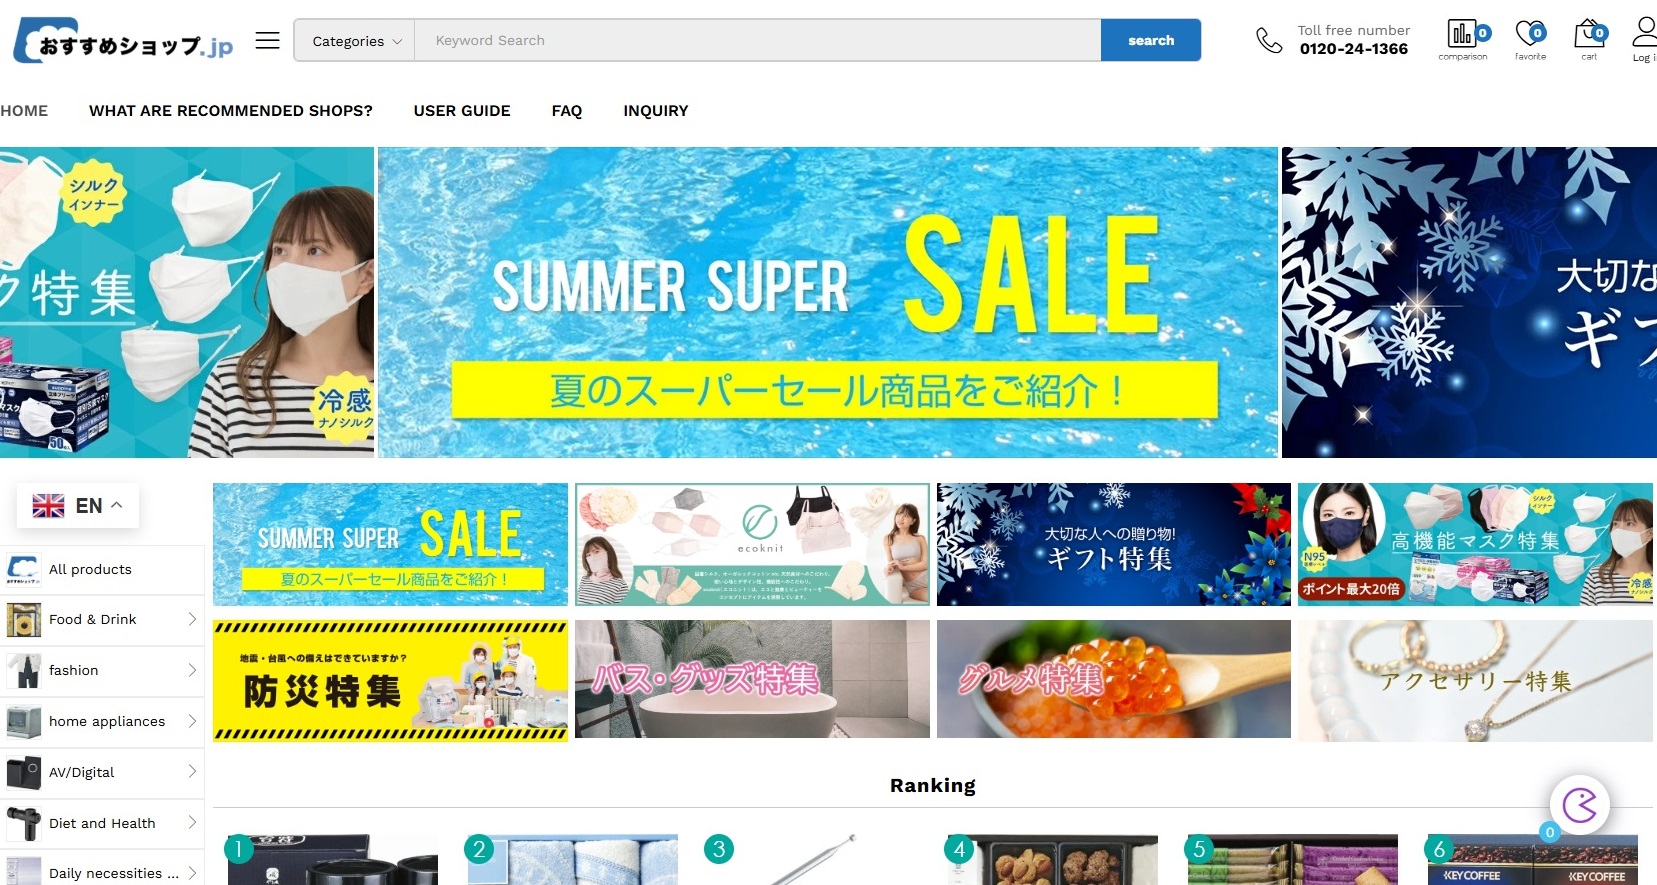 おすすめショップ.jp
Categories
Keyword Search
search
Toll free number
0120-24-1366
0
comparison
0
favorite
0
cart
Log i
HOME
WHAT ARE RECOMMENDED SHOPS?
USER GUIDE
FAQ
INQUIRY
シルク
インナー
ク特集
冷感
ナノシルク
50
SUMMER SUPER SALE
夏のスーパーセール商品をご紹介！
大切な
ギフ
EN
SUMMER SUPER SALE
夏のスーパーセール商品をご紹介！
ecoknit
大切な人への贈り物!
ギフト特集
シルク
インナー
高機能マスク特集
N95
ポイント最大20倍
冷感
All products
Food & Drink
fashion
home appliances
AV/Digital
Diet and Health
Daily necessities ...
地震・台風への備えはできていますか？
防災特集
バス・グッズ特集
グルメ特集
アクセサリー特集
Ranking
0
1
2
3
4
5
6
KEY COFFEE
KEY COFFEE